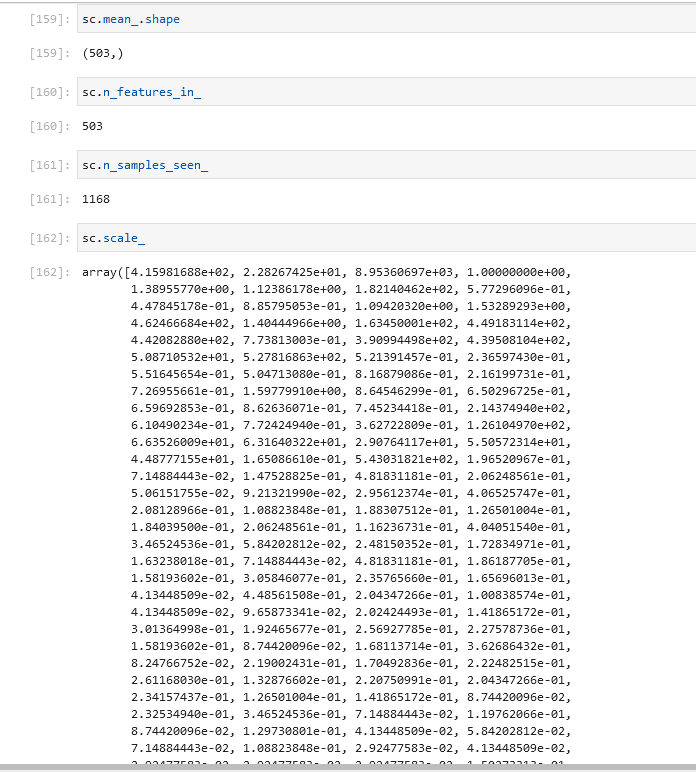 [159]: sc.mean_.shape
[159]: (503,)
[160]: sc.n_features_in_
[160]: 503
[161]: sc.n_samples_seen_
[161]: 1168
[162]: sc.scale_
[162]: array([4.15981688e+02, 2.28267425e+01, 8.95360697e+03, 1.00000000e+00,
1.38955770e+00, 1.12386178e+00, 1.82140462e+02, 5.77296096e-01,
4.47845178e-01, 8.85795053e-01, 1.09420320e+00, 1.53289293e+00,
4.62466684e+02, 1.40444966e+00, 1.63450001e+02, 4.49183114e+02,
4.42082880e+02, 7.73813003e-01, 3.90994498e+02, 4.39508104e+02,
5.08710532e+01, 5.27816863e+02, 5.21391457e-01, 2.36597430e-01,
5.51645654e-01, 5.04713080e-01, 8.16879086e-01, 2.16199731e-01,
7.26955661e-01, 1.59779910e+00, 8.64546299e-01, 6.50296725e-01,
6.59692853e-01, 8.62636071e-01, 7.45234418e-01, 2.14374940e+02,
6.10490234e-01, 7.72424940e-01, 3.62722809e-01, 1.26104970e+02,
6.63526009e+01, 6.31640322e+01, 2.90764117e+01, 5.50572314e+01,
4.48777155e+01, 1.65086610e-01, 5.43031821e+02, 1.96520967e-01,
7.14884443e-02, 1.47528825e-01, 4.81831181e-01, 2.06248561e-01,
5.06151755e-02, 9.21321990e-02, 2.95612374e-01, 4.06525747e-01,
2.08128966e-01, 1.08823848e-01, 1.88307512e-01, 1.26501004e-01,
1.84039500e-01, 2.06248561e-01, 1.16236731e-01, 4.04051540e-01,
3.46524536e-01, 5.84202812e-02, 2.48150352e-01, 1.72834971e-01,
1.63238018e-01, 7.14884443e-02, 4.81831181e-01, 1.86187705e-01,
1.58193602e-01, 3.05846077e-01, 2.35765660e-01, 1.65696013e-01,
4.13448509e-02, 4.48561508e-01, 2.04347266e-01, 1.00838574e-01,
4.13448509e-02, 9.65873341e-02, 2.02424493e-01, 1.41865172e-01,
3.01364998e-01, 1.92465677e-01, 2.56927785e-01, 2.27578736e-01,
1.58193602e-01, 8.74420096e-02, 1.68113714e-01, 3.62686432e-01,
8.24766752e-02, 2.19002431e-01, 1.70492836e-01, 2.22482515e-01,
2.61168030e-01, 1.32876602e-01, 2.20750991e-01, 2.04347266e-01,
2.34157437e-01, 1.26501004e-01, 1.41865172e-01, 8.74420096e-02,
2.32534940e-01, 3.46524536e-01, 7.14884443e-02, 1.19762066e-01,
8.74420096e-02, 1.29730801e-01, 4.13448509e-02, 5.84202812e-02,
7.14884443e-02, 1.08823848e-01, 2.92477583e-02, 4.13448509e-02,